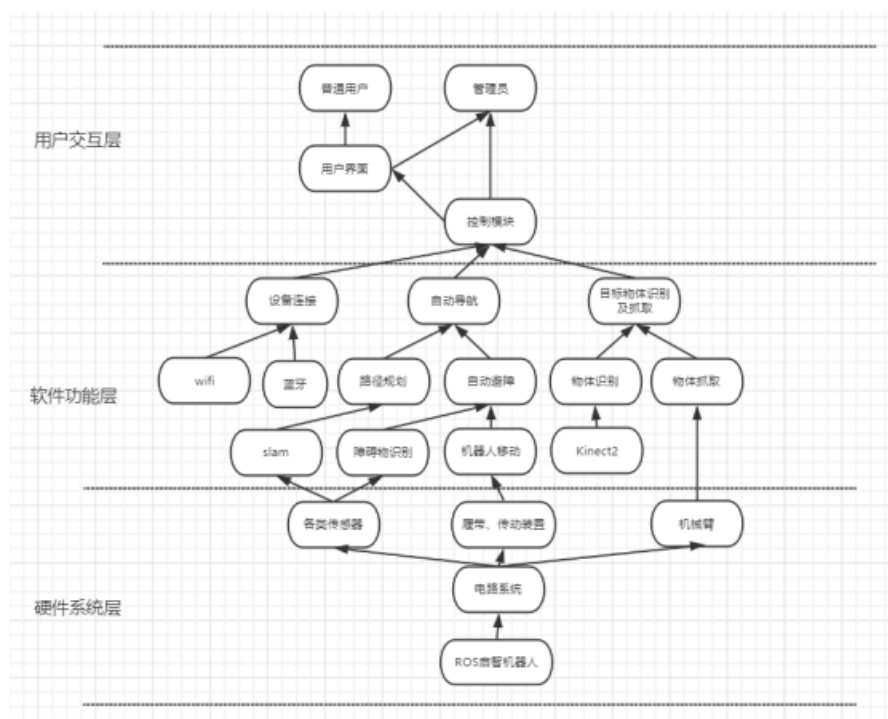 普通用户
管理员
用户交互层
用户界面
控制模块
设备连接
自动导航
目标物体识别
及抓取
wifi
蓝牙
路径规划
自动避障
物体识别
物体抓取
软件功能层
slam
障碍物识别
机器人移动
Kinect2
各类传感器
履带、传动装置
机械臂
电路系统
硬件系统层
ROS启智机器人